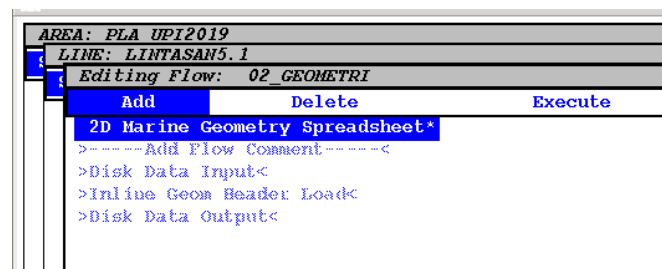 AREA: PLA UPI2019
LINE: LINTASAN5.1
Editing Flow: 02_GEOMETRI
Add Delete Execute
2D Marine Geometry Spreadsheet*
>-----Add Flow Comment-----<
>Disk Data Input<
>Inline Geom Header Load<
>Disk Data Output<